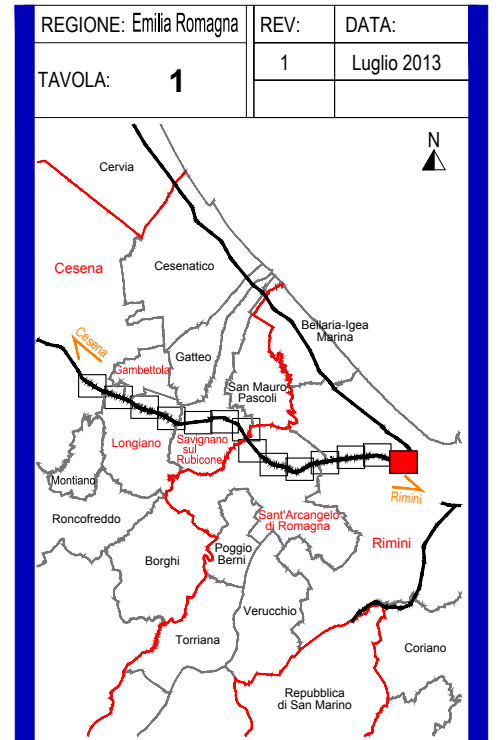 REGIONE: Emilia Romagna
REV:
DATA:
TAVOLA: 1
1
Luglio 2013
N
Cervia
Cesena
Cesenatico
Bellaria-Igea
Marina
Cesena
Gatteo
Gambettola
San Mauro
Pascoli
Longiano
Savignano
sul
Rubicone
Montiano
Rimini
Roncofreddo
Sant'Arcangelo
di Romagna
Rimini
Borghi
Poggio
Berni
Verucchio
Torriana
Coriano
Repubblica
di San Marino